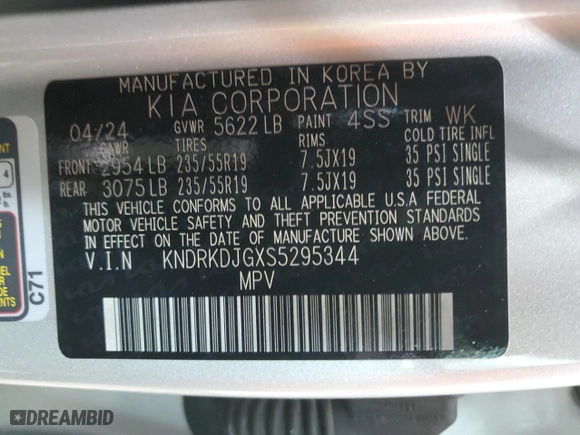 MANUFACTURED IN KOREA BY
KIA CORPORATION
04/24 GVWR 5622 LB PAINT 4SS TRIM WK
GAWR TIRES RIMS COLD TIRE INFL
FRONT 2954 LB 235/55R19 7.5JX19 35 PSI SINGLE
REAR 3075 LB 235/55R19 7.5JX19 35 PSI SINGLE
THIS VEHICLE CONFORMS TO ALL APPLICABLE U.S.A FEDERAL
MOTOR VEHICLE SAFETY AND THEFT PREVENTION STANDARDS
IN EFFECT ON THE DATE OF MANUFACTURE SHOWN ABOVE.
V.I.N KNDRKDJGXS5295344
MPV
C71
4
DREAMBID